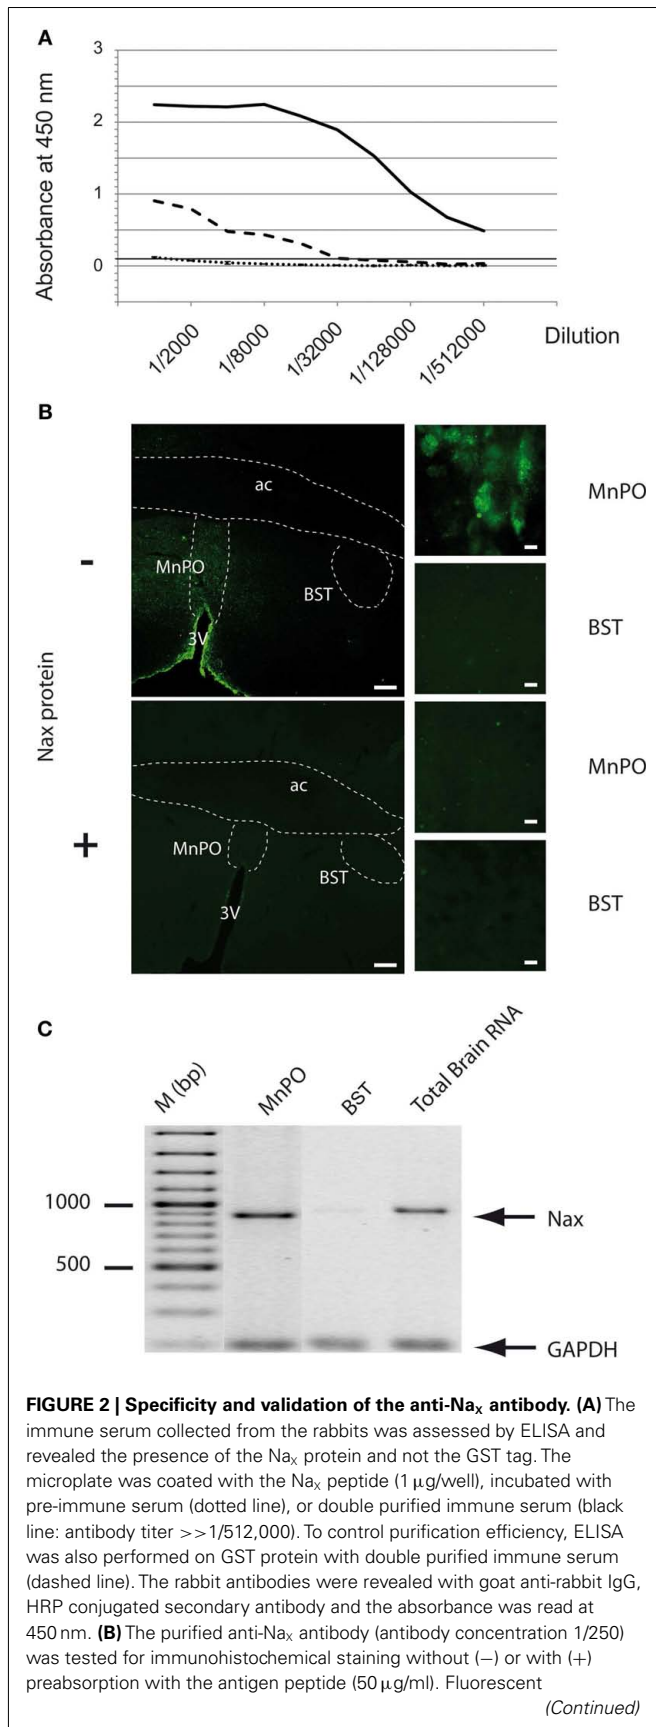 A
3
2
1
0
Absorbance at 450 nm
1/2000
1/8000
1/32000
1/128000
1/512000
Dilution
B
-
+
Nax protein
ac
MnPO
BST
3V
MnPO
BST
ac
MnPO
BST
3V
MnPO
BST
C
M (bp)
MnPO
BST
Total Brain RNA
1000
500
Nax
GAPDH
FIGURE 2 | Specificity and validation of the anti-NaX antibody. (A) The
immune serum collected from the rabbits was assessed by ELISA and
revealed the presence of the NaX protein and not the GST tag. The
microplate was coated with the NaX peptide (1 μg/well), incubated with
pre-immune serum (dotted line), or double purified immune serum (black
line: antibody titer >>1/512,000). To control purification efficiency, ELISA
was also performed on GST protein with double purified immune serum
(dashed line). The rabbit antibodies were revealed with goat anti-rabbit IgG,
HRP conjugated secondary antibody and the absorbance was read at
450 nm. (B) The purified anti-NaX antibody (antibody concentration 1/250)
was tested for immunohistochemical staining without (−) or with (+)
preabsorption with the antigen peptide (50 μg/ml). Fluorescent
(Continued)